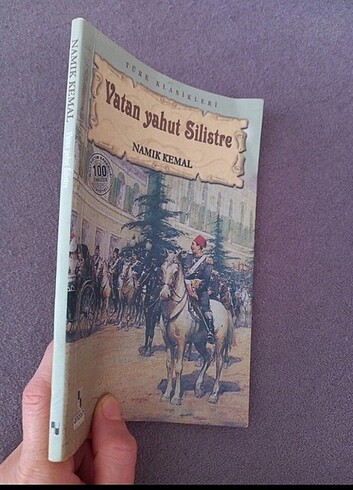 TÜRK KLASİKLERİ
Vatan yahut Silistre
NAMIK KEMAL
100
NAMIK KEMAL